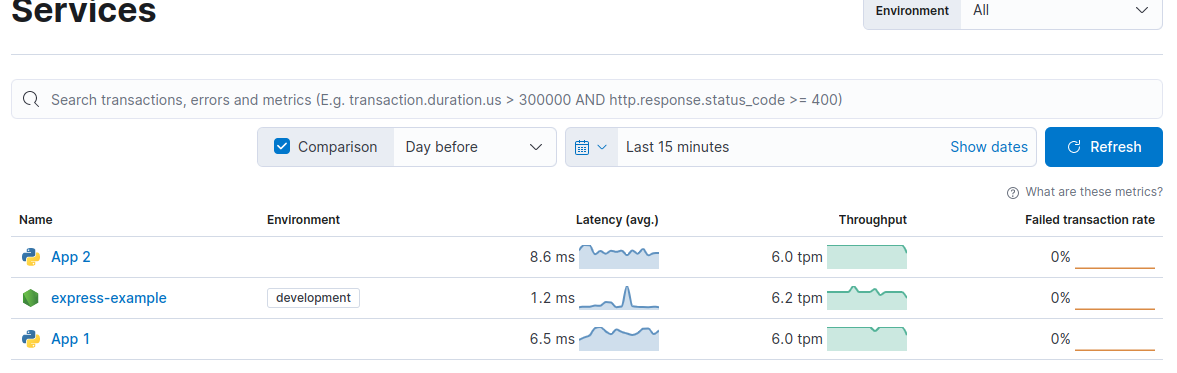 Services
Environment All
Search transactions, errors and metrics (E.g. transaction.duration.us > 300000 AND http.response.status_code >= 400)
Comparison Day before Last 15 minutes Show dates Refresh
What are these metrics?
Name Environment Latency (avg.) Throughput Failed transaction rate
App 2 8.6 ms 6.0 tpm 0%
express-example development 1.2 ms 6.2 tpm 0%
App 1 6.5 ms 6.0 tpm 0%